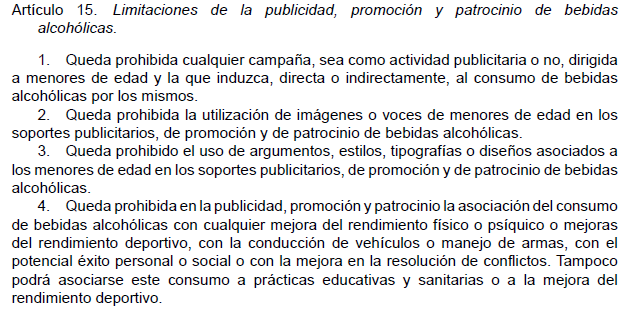 Artículo 15. Limitaciones de la publicidad, promoción y patrocinio de bebidas
alcohólicas.
1. Queda prohibida cualquier campaña, sea como actividad publicitaria o no, dirigida
a menores de edad y la que induzca, directa o indirectamente, al consumo de bebidas
alcohólicas por los mismos.
2. Queda prohibida la utilización de imágenes o voces de menores de edad en los
soportes publicitarios, de promoción y de patrocinio de bebidas alcohólicas.
3. Queda prohibido el uso de argumentos, estilos, tipografías o diseños asociados a
los menores de edad en los soportes publicitarios, de promoción y de patrocinio de bebidas
alcohólicas.
4. Queda prohibida en la publicidad, promoción y patrocinio la asociación del consumo
de bebidas alcohólicas con cualquier mejora del rendimiento físico o psíquico o mejoras
del rendimiento deportivo, con la conducción de vehículos o manejo de armas, con el
potencial éxito personal o social o con la mejora en la resolución de conflictos. Tampoco
podrá asociarse este consumo a prácticas educativas y sanitarias o a la mejora del
rendimiento deportivo.